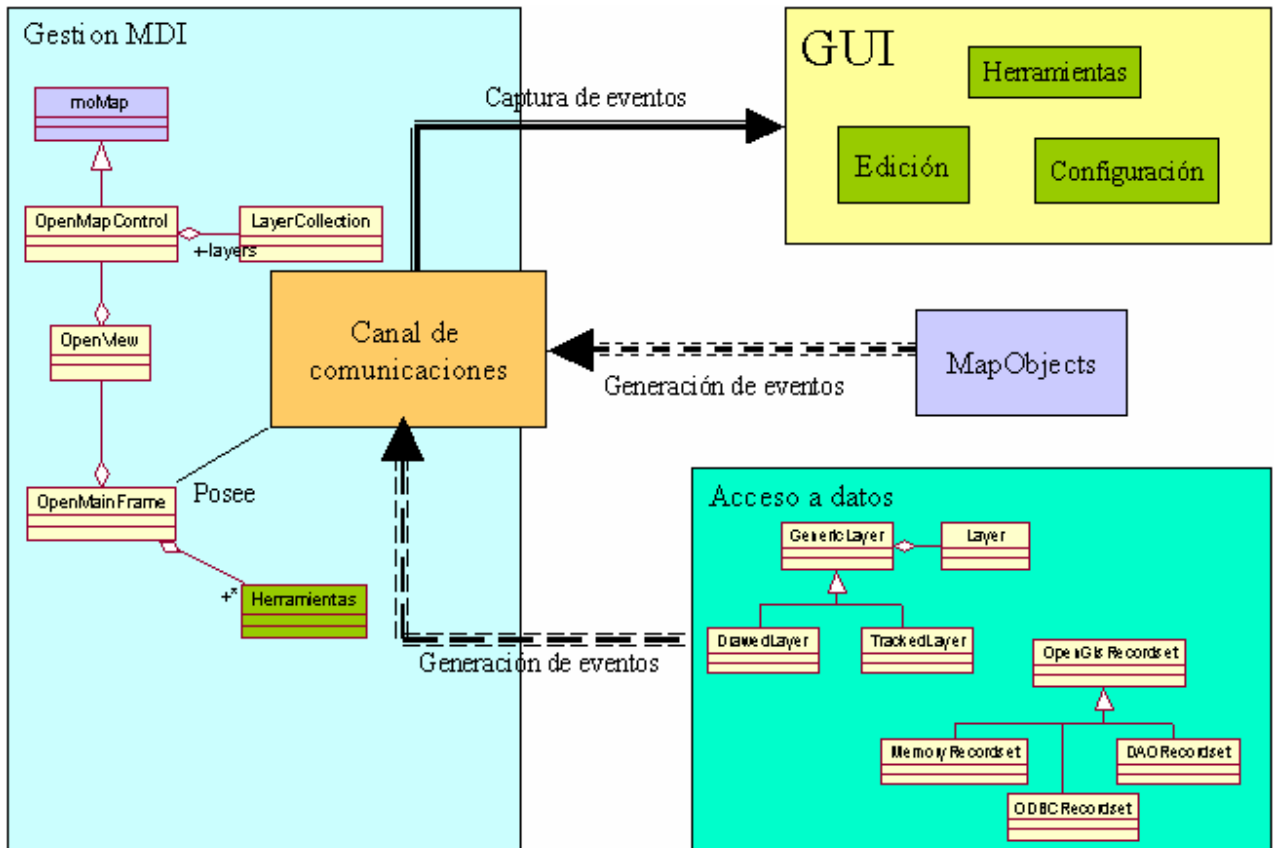 Gestion MDI
moMap
OpenMapControl
LayerCollection
+-layers
OpenView
OpenMainFrame
Posee
+*
Herramientas
Canal de
comunicaciones
Captura de eventos
GUI
Herramientas
Edición
Configuración
Generación de eventos
MapObjects
Generación de eventos
Acceso a datos
GenericLayer
Layer
DrawedLayer
TrackedLayer
OpenGisRecordset
MemoryRecordset
DAORecordset
ODBCRecordset